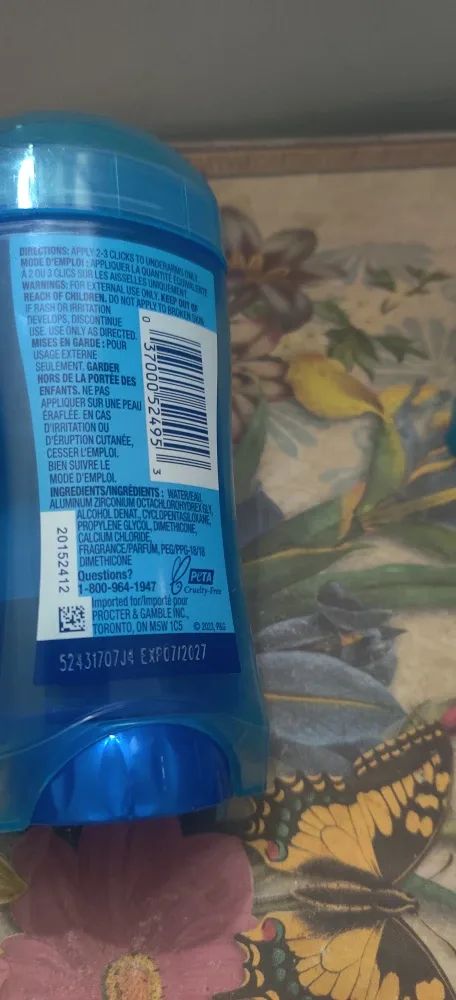 DIRECTIONS: APPLY 2-3 CLICKS TO UNDERARMS ONLY.
MODE D'EMPLOI : APPLIQUER LA QUANTITÉ ÉQUIVALENTE
À 2 OU 3 CLICS SUR LES AISSELLES UNIQUEMENT.
WARNINGS: FOR EXTERNAL USE ONLY. KEEP OUT OF
REACH OF CHILDREN. DO NOT APPLY TO BROKEN SKIN.
IF RASH OR IRRITATION
DEVELOPS, DISCONTINUE
USE. USE ONLY AS DIRECTED.
MISES EN GARDE : POUR
USAGE EXTERNE
SEULEMENT. GARDER
HORS DE LA PORTÉE DES
ENFANTS. NE PAS
APPLIQUER SUR UNE PEAU
ÉRAFLÉE. EN CAS
D'IRRITATION OU
D'ÉRUPTION CUTANÉE,
CESSER L'EMPLOI.
BIEN SUIVRE LE
MODE D'EMPLOI.
0 37000 52495 3
INGREDIENTS/INGRÉDIENTS : WATER/EAU,
ALUMINUM ZIRCONIUM OCTACHLOROHYDREX GLY,
ALCOHOL DENAT., CYCLOPENTASILOXANE,
PROPYLENE GLYCOL, DIMETHICONE,
CALCIUM CHLORIDE,
FRAGRANCE/PARFUM, PEG/PPG-18/18
DIMETHICONE
Questions?
1-800-964-1947
PeTA
Cruelty-Free
20152412
Imported for/Importé pour
PROCTER & GAMBLE INC.,
TORONTO, ON M5W 1C5
© 2023, P&G
52431707J4 EXP07/2027